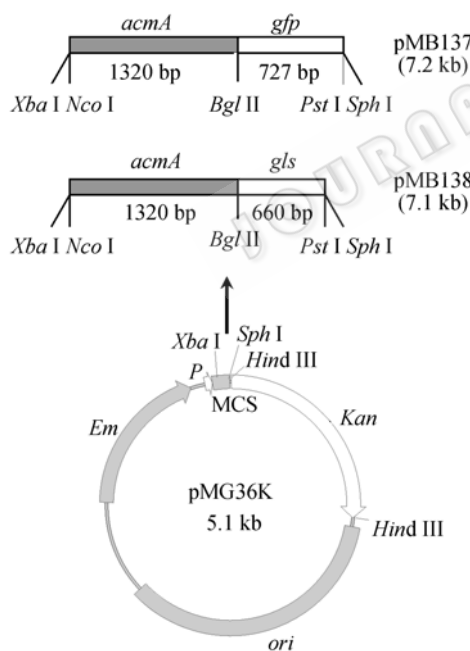 acmA gfp pMB137
1320 bp 727 bp (7.2 kb)
Xba I Nco I Bgl II Pst I Sph I
acmA gls pMB138
1320 bp 660 bp (7.1 kb)
Xba I Nco I Bgl II Pst I Sph I
JOURNA
Xba I Sph I
P Hind III
MCS
Em Kan
pMG36K
5.1 kb
Hind III
ori